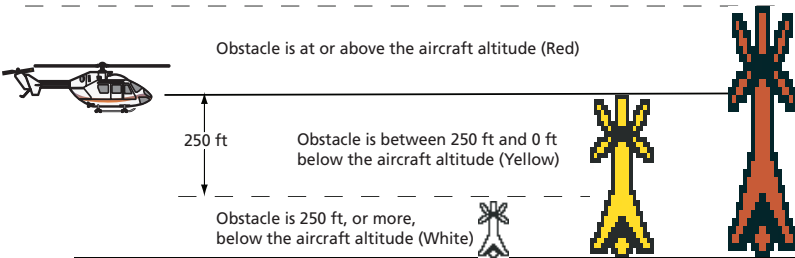 Obstacle is at or above the aircraft altitude (Red)
250 ft
Obstacle is between 250 ft and 0 ft
below the aircraft altitude (Yellow)
Obstacle is 250 ft, or more,
below the aircraft altitude (White)